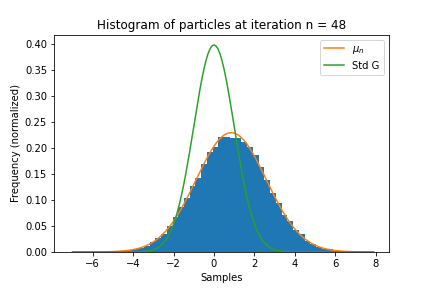 Histogram of particles at iteration n = 48
μn
Std G
Frequency (normalized)
0.40
0.35
0.30
0.25
0.20
0.15
0.10
0.05
0.00
−6 −4 −2 0 2 4 6 8
Samples